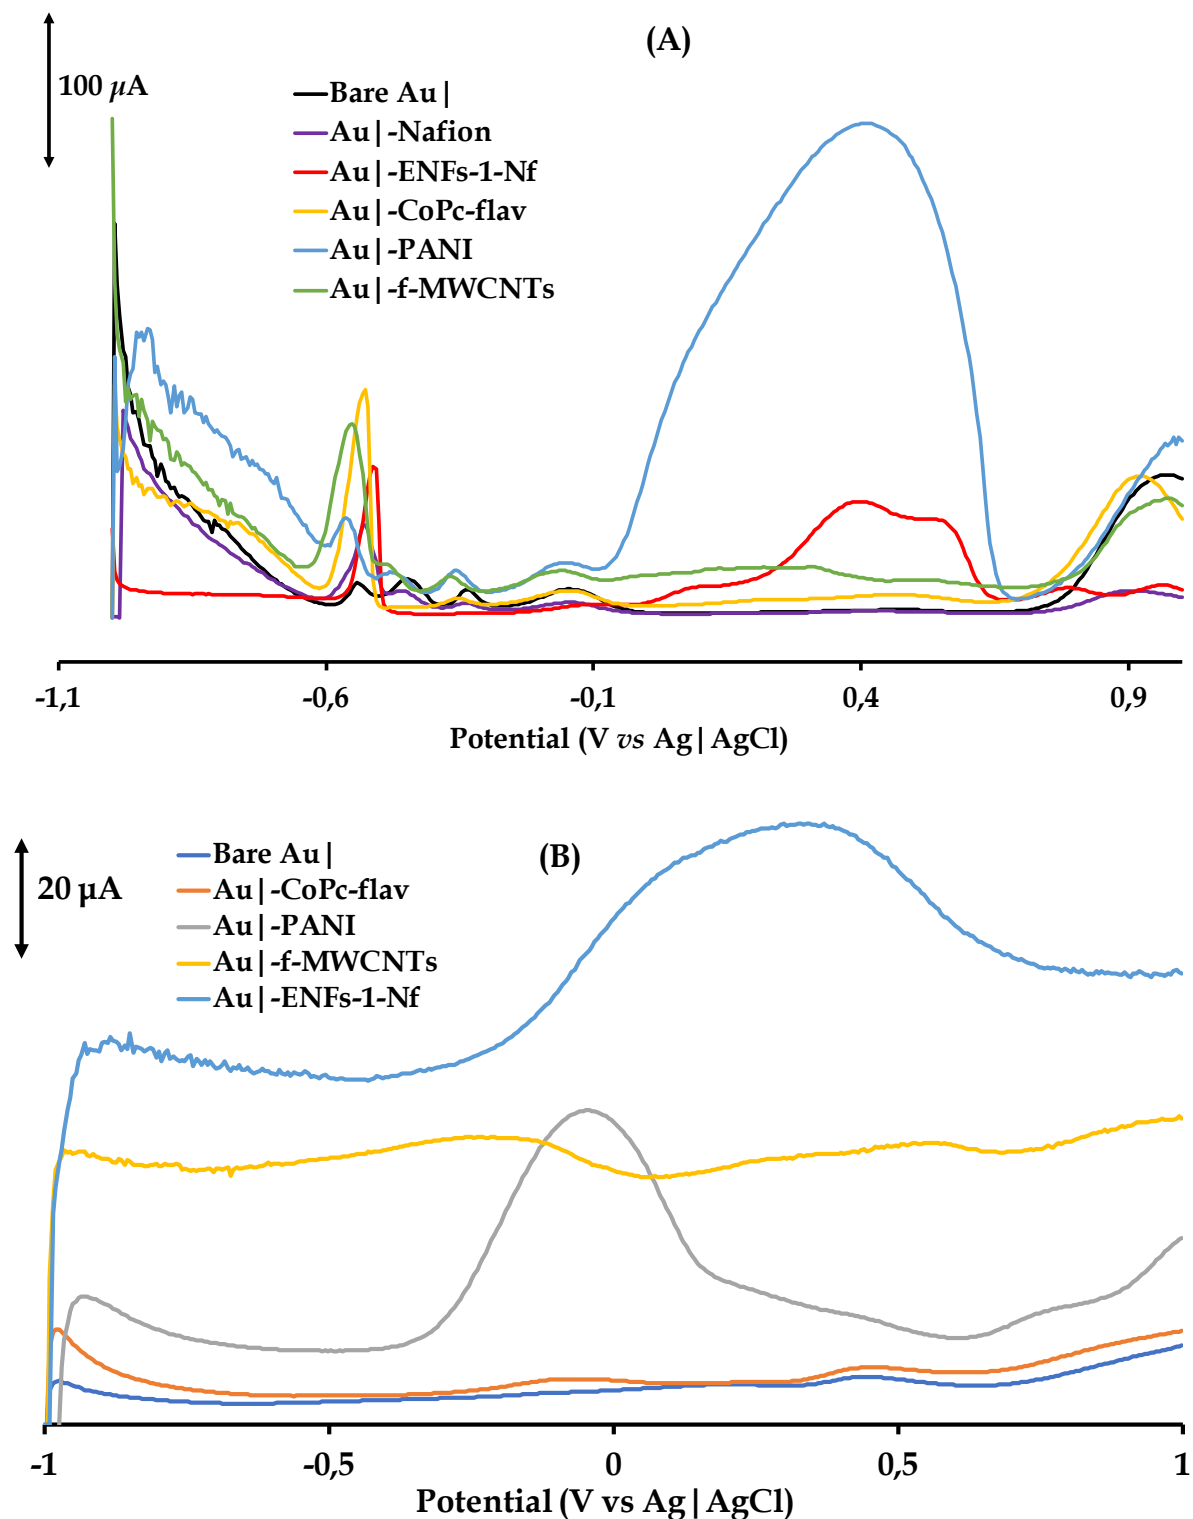 (A)
100 µA
Bare Au|
Au|-Nafion
Au|-ENFs-1-Nf
Au|-CoPc-flav
Au|-PANI
Au|-f-MWCNTs
-1,1 -0,6 -0,1 0,4 0,9
Potential (V vs Ag|AgCl)
(B)
20 µA
Bare Au|
Au|-CoPc-flav
Au|-PANI
Au|-f-MWCNTs
Au|-ENFs-1-Nf
-1 -0,5 0 0,5 1
Potential (V vs Ag|AgCl)